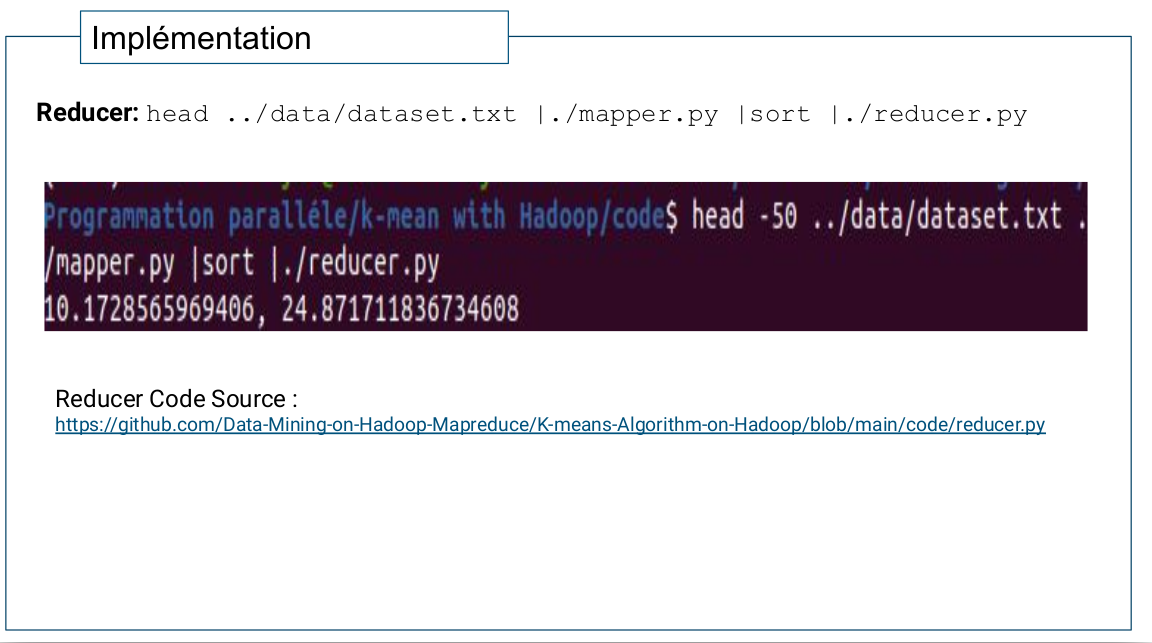 Implémentation
Reducer: head ../data/dataset.txt |./mapper.py |sort |./reducer.py
Programmation paralléle/k-mean with Hadoop/code$ head -50 ../data/dataset.txt .
/mapper.py |sort |./reducer.py
10.1728565969406, 24.871711836734608
Reducer Code Source :
https://github.com/Data-Mining-on-Hadoop-Mapreduce/K-means-Algorithm-on-Hadoop/blob/main/code/reducer.py